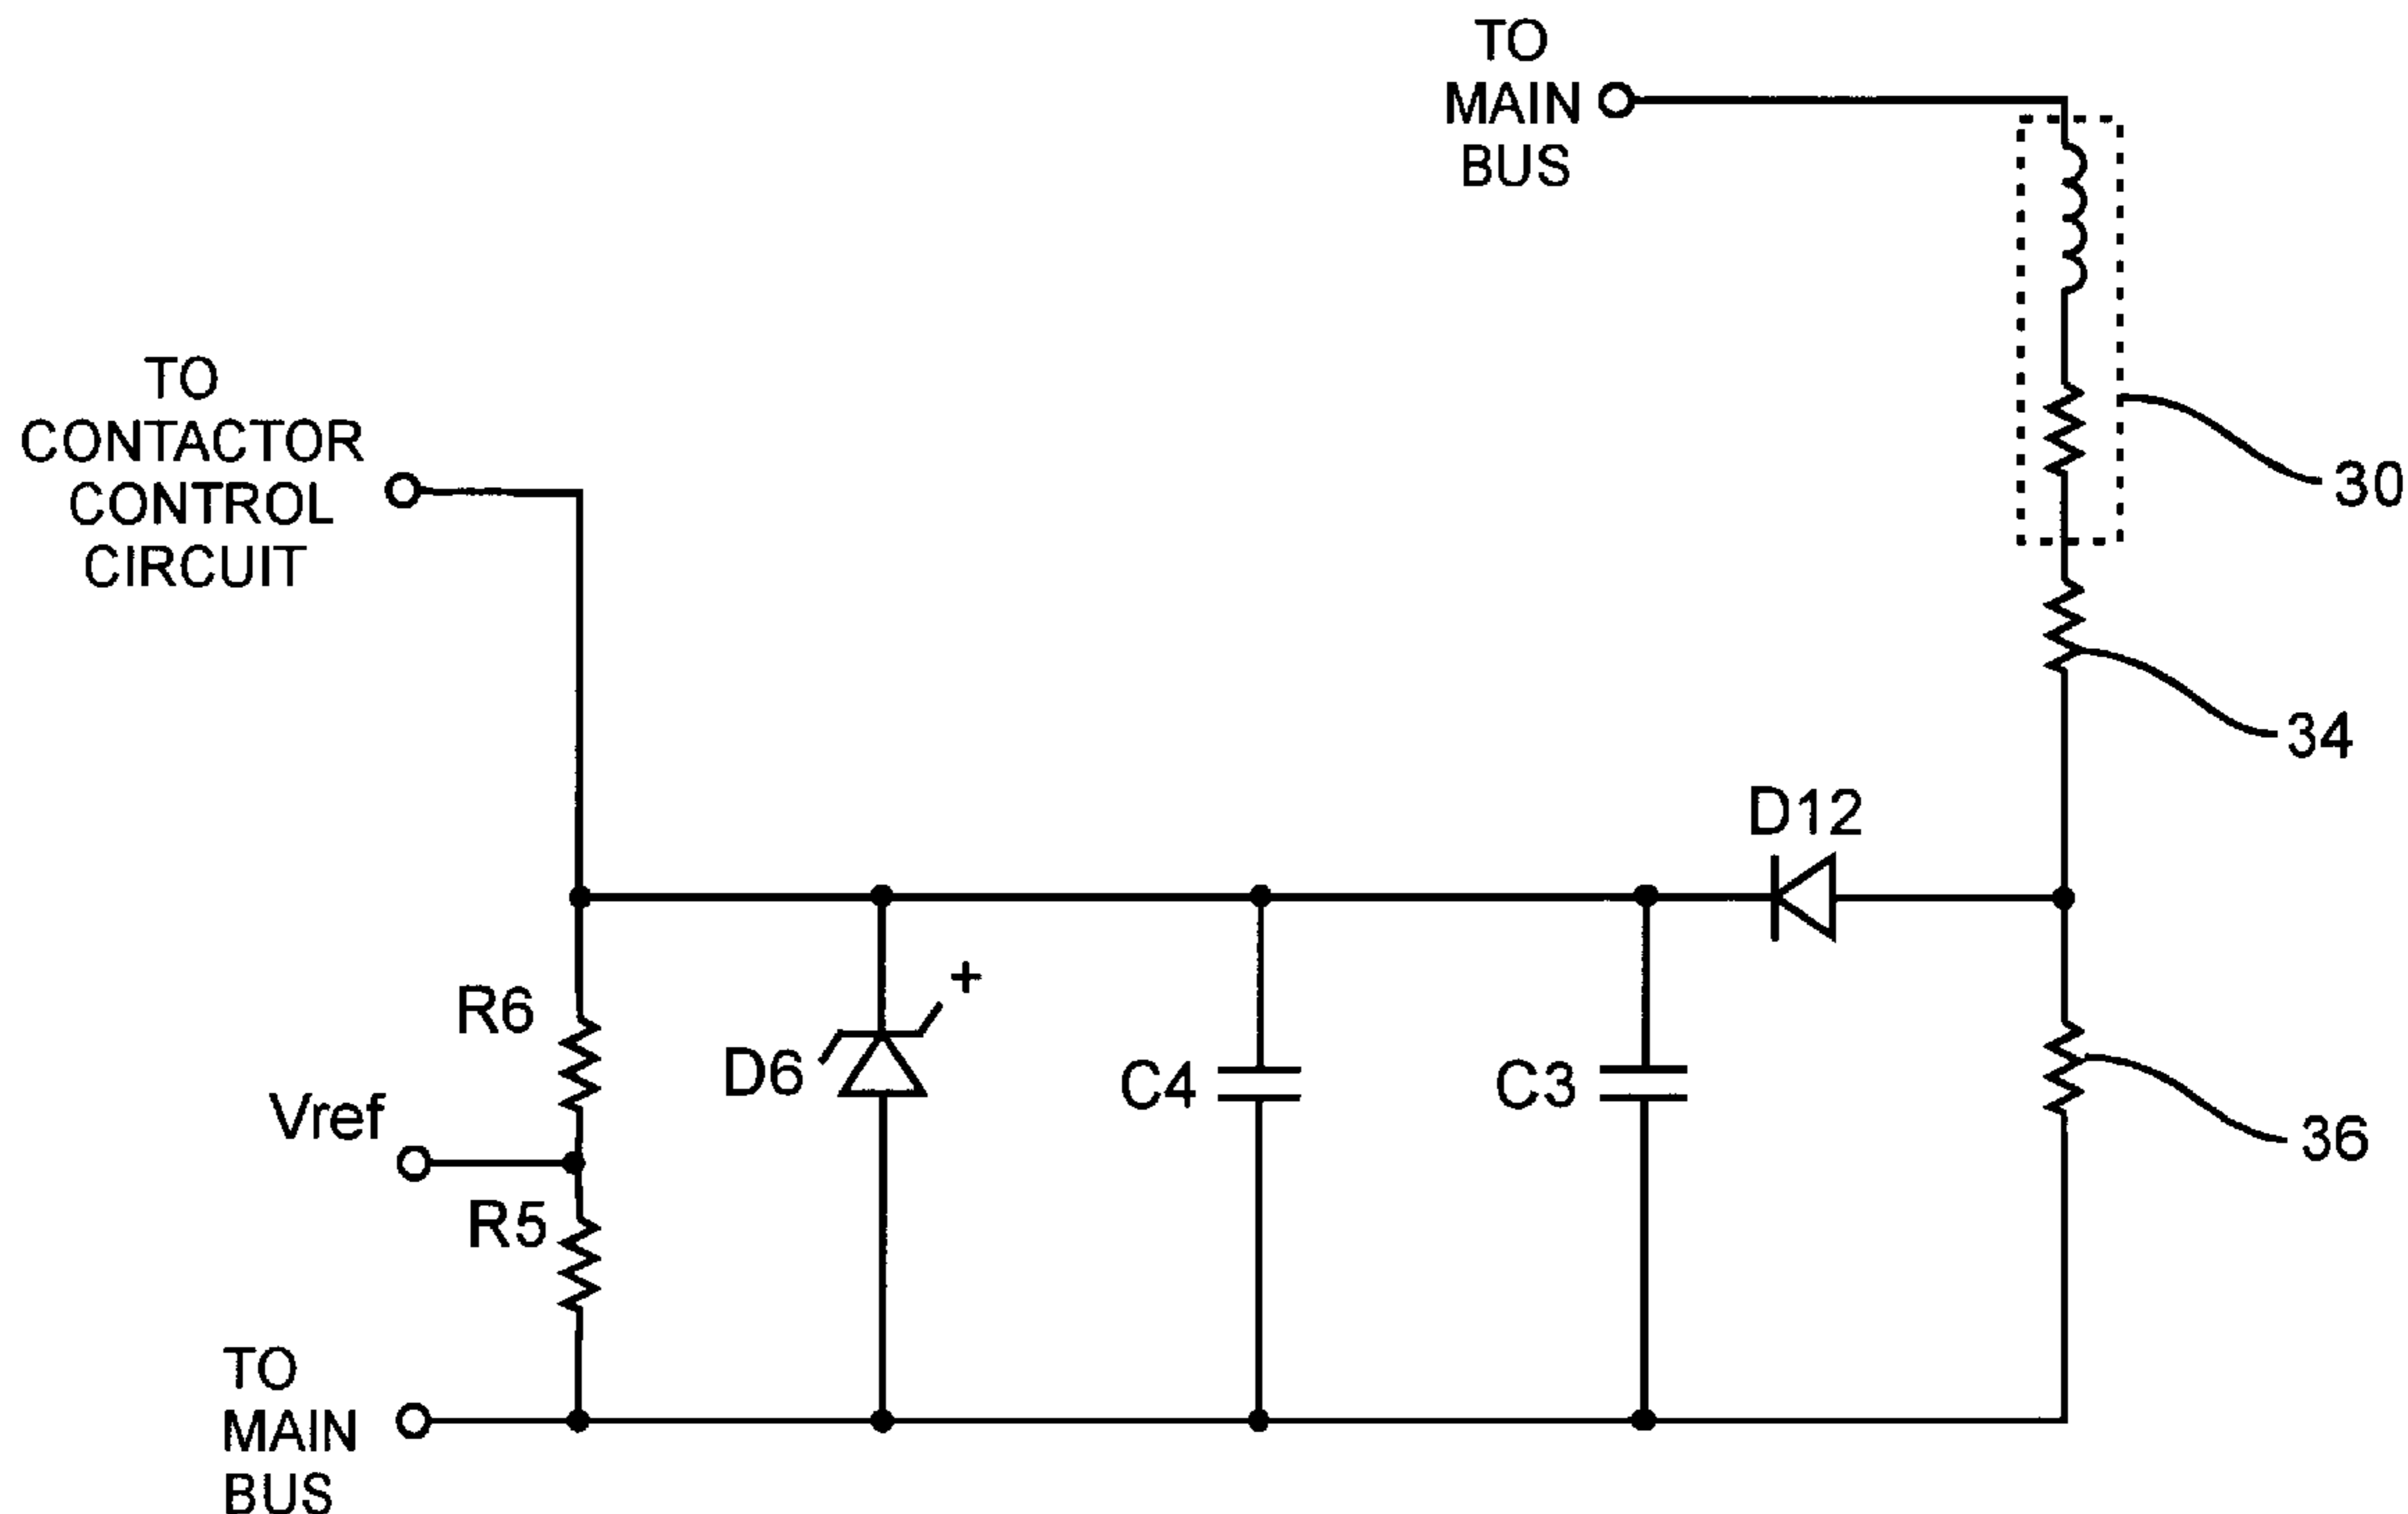 TO
MAIN
BUS
TO
CONTACTOR
CONTROL
CIRCUIT
30
34
D12
R6
+
D6
C4
C3
Vref
36
R5
TO
MAIN
BUS